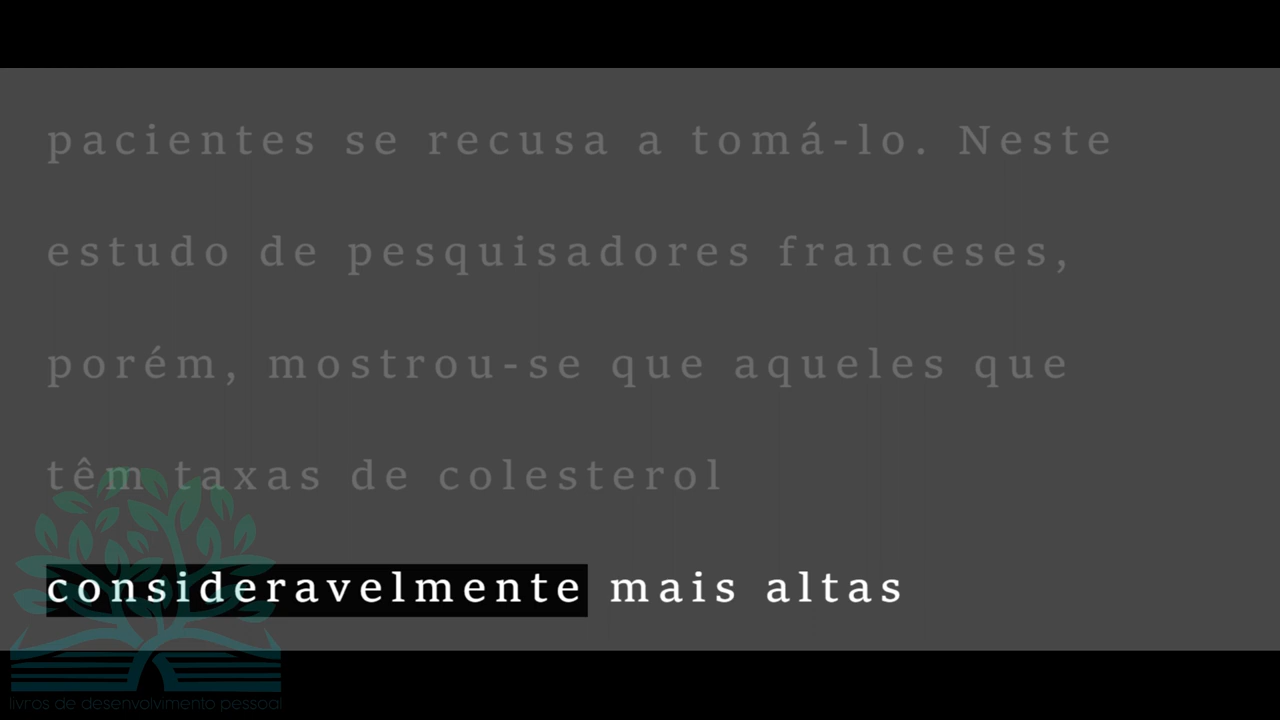 pacientes se recusa a tomá-lo. Neste
estudo de pesquisadores franceses,
porém, mostrou-se que aqueles que
têm taxas de colesterol
consideravelmente mais altas
livros de desenvolvimento pessoal